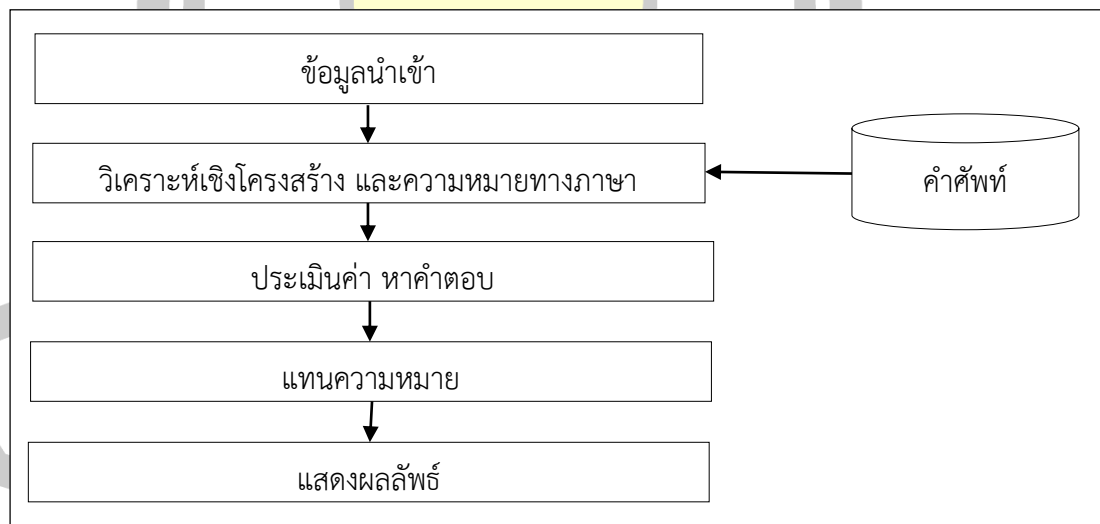 ข้อมูลนำเข้า
วิเคราะห์เชิงโครงสร้าง และความหมายทางภาษา
คำศัพท์
ประเมินค่า หาคำตอบ
แทนความหมาย
แสดงผลลัพธ์